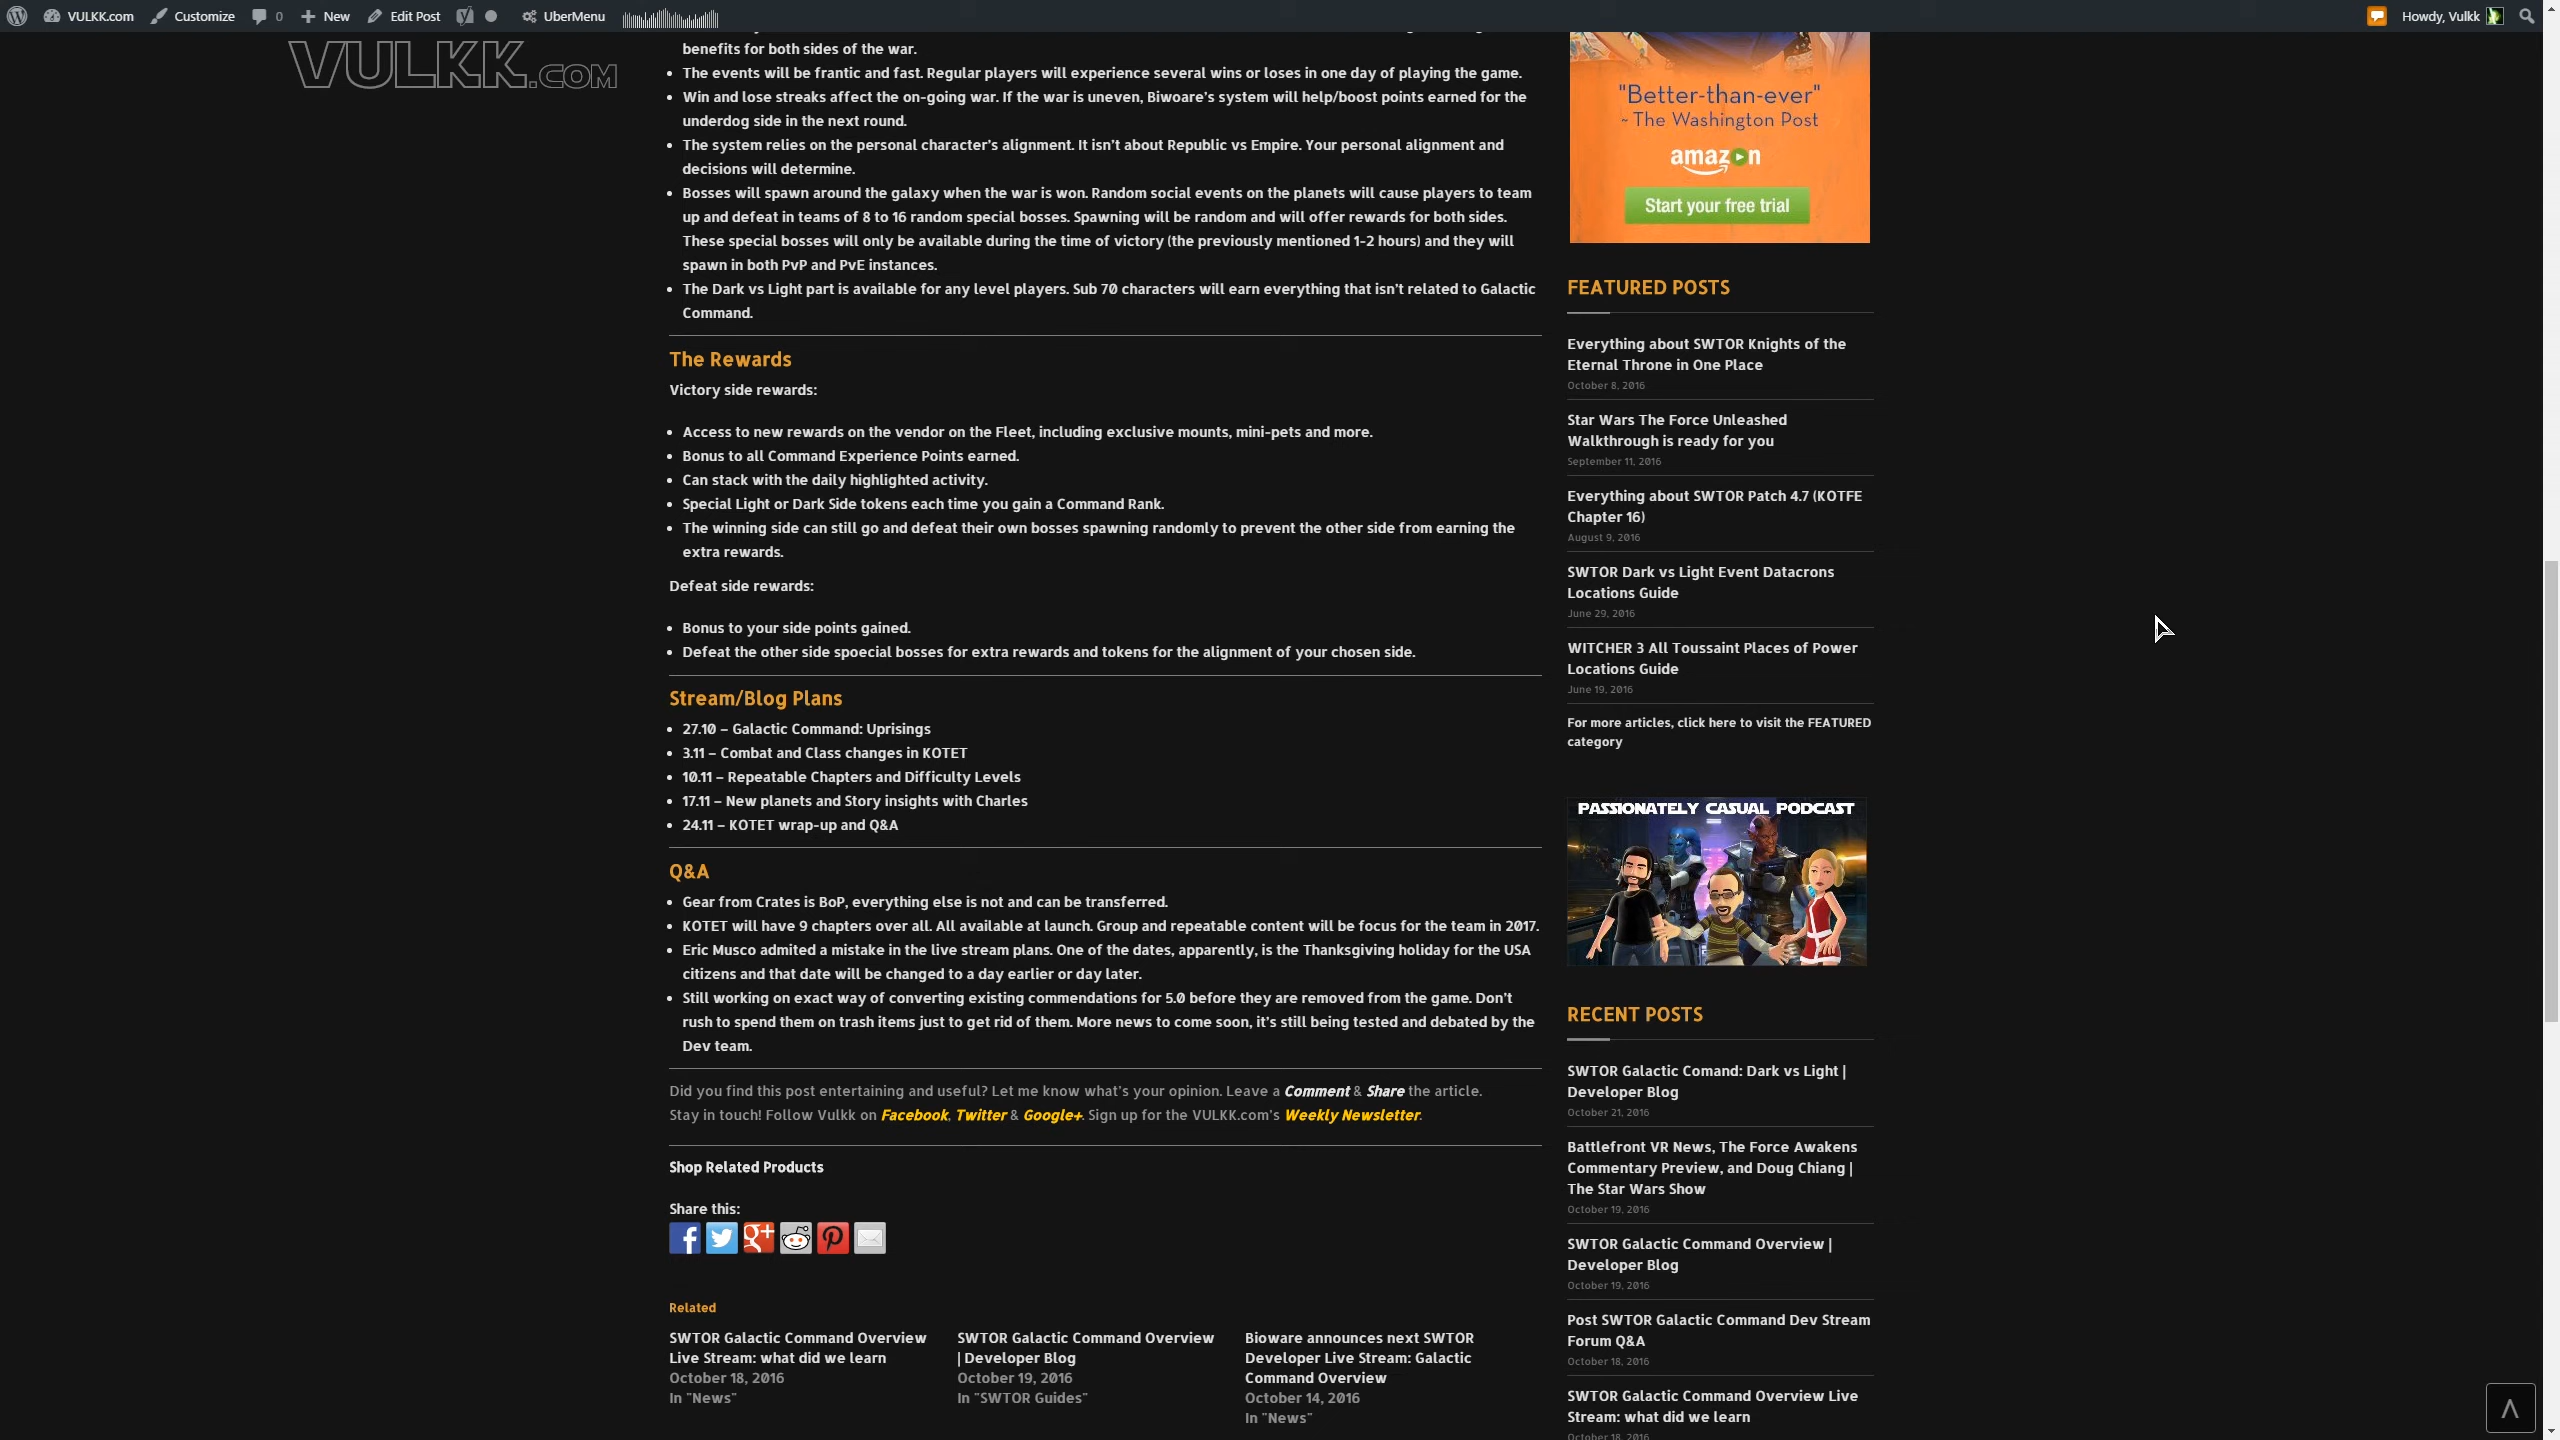 VULKK.com
Customize
0
New
Edit Post
UberMenu
Howdy, Vulkk
VULKK.COM
benefits for both sides of the war.
The events will be frantic and fast. Regular players will experience several wins or loses in one day of playing the game.
Win and lose streaks affect the on-going war. If the war is uneven, Biwoare's system will help/boost points earned for the
underdog side in the next round.
The system relies on the personal character's alignment. It isn't about Republic vs Empire. Your personal alignment and
decisions will determine.
Bosses will spawn around the galaxy when the war is won. Random social events on the planets will cause players to team
up and defeat in teams of 8 to 16 random special bosses. Spawning will be random and will offer rewards for both sides.
These special bosses will only be available during the time of victory (the previously mentioned 1-2 hours) and they will
spawn in both PvP and PvE instances.
The Dark vs Light part is available for any level players. Sub 70 characters will earn everything that isn't related to Galactic
Command.
The Rewards
Victory side rewards:
Access to new rewards on the vendor on the Fleet, including exclusive mounts, mini-pets and more.
Bonus to all Command Experience Points earned.
Can stack with the daily highlighted activity.
Special Light or Dark Side tokens each time you gain a Command Rank.
The winning side can still go and defeat their own bosses spawning randomly to prevent the other side from earning the
extra rewards.
Defeat side rewards:
Bonus to your side points gained.
Defeat the other side spoecial bosses for extra rewards and tokens for the alignment of your chosen side.
Stream/Blog Plans
27.10 – Galactic Command: Uprisings
3.11 – Combat and Class changes in KOTET
10.11 – Repeatable Chapters and Difficulty Levels
17.11 – New planets and Story insights with Charles
24.11 – KOTET wrap-up and Q&A
Q&A
Gear from Crates is BoP, everything else is not and can be transferred.
KOTET will have 9 chapters over all. All available at launch. Group and repeatable content will be focus for the team in 2017.
Eric Musco admited a mistake in the live stream plans. One of the dates, apparently, is the Thanksgiving holiday for the USA
citizens and that date will be changed to a day earlier or day later.
Still working on exact way of converting existing commendations for 5.0 before they are removed from the game. Don't
rush to spend them on trash items just to get rid of them. More news to come soon, it's still being tested and debated by the
Dev team.
Did you find this post entertaining and useful? Let me know what's your opinion. Leave a Comment & Share the article.
Stay in touch! Follow Vulkk on Facebook, Twitter & Google+. Sign up for the VULKK.com's Weekly Newsletter.
Shop Related Products
Share this:
Related
SWTOR Galactic Command Overview
Live Stream: what did we learn
October 18, 2016
In "News"
SWTOR Galactic Command Overview
| Developer Blog
October 19, 2016
In "SWTOR Guides"
Bioware announces next SWTOR
Developer Live Stream: Galactic
Command Overview
October 14, 2016
In "News"
"Better-than-ever"
~ The Washington Post
amazon
Start your free trial
FEATURED POSTS
Everything about SWTOR Knights of the
Eternal Throne in One Place
October 8, 2016
Star Wars The Force Unleashed
Walkthrough is ready for you
September 11, 2016
Everything about SWTOR Patch 4.7 (KOTFE
Chapter 16)
August 9, 2016
SWTOR Dark vs Light Event Datacrons
Locations Guide
June 29, 2016
WITCHER 3 All Toussaint Places of Power
Locations Guide
June 19, 2016
For more articles, click here to visit the FEATURED
category
PASSIONATELY CASUAL PODCAST
RECENT POSTS
SWTOR Galactic Comand: Dark vs Light |
Developer Blog
October 21, 2016
Battlefront VR News, The Force Awakens
Commentary Preview, and Doug Chiang |
The Star Wars Show
October 19, 2016
SWTOR Galactic Command Overview |
Developer Blog
October 19, 2016
Post SWTOR Galactic Command Dev Stream
Forum Q&A
October 18, 2016
SWTOR Galactic Command Overview Live
Stream: what did we learn
October 18, 2016